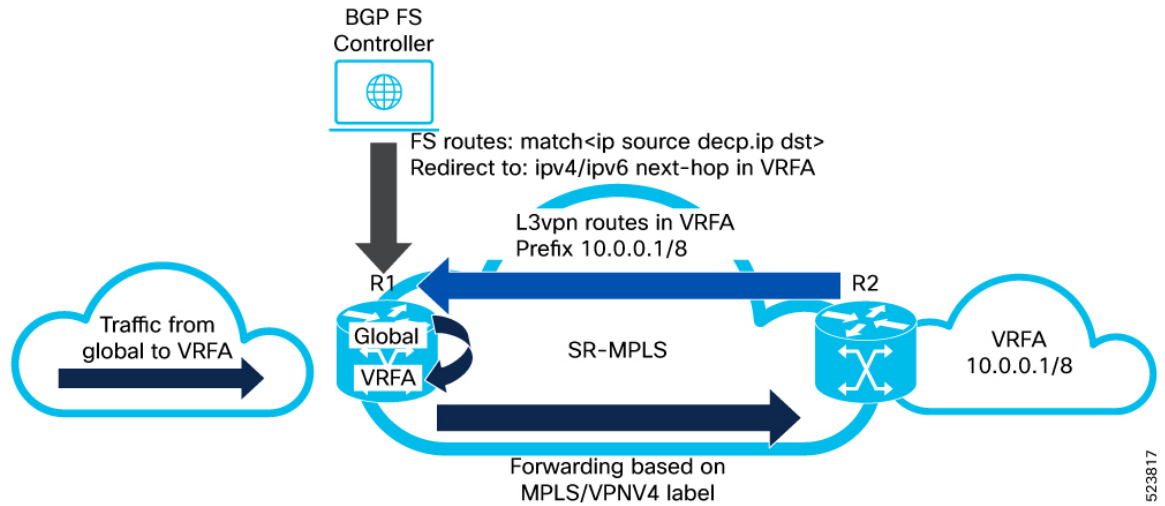 BGP FS
Controller
FS routes: match<ip source decp.ip dst>
Redirect to: ipv4/ipv6 next-hop in VRFA
L3vpn routes in VRFA
Prefix 10.0.0.1/8
R1
R2
Traffic from
global to VRFA
Global
VRFA
SR-MPLS
VRFA
10.0.0.1/8
Forwarding based on
MPLS/VPNV4 label
523817